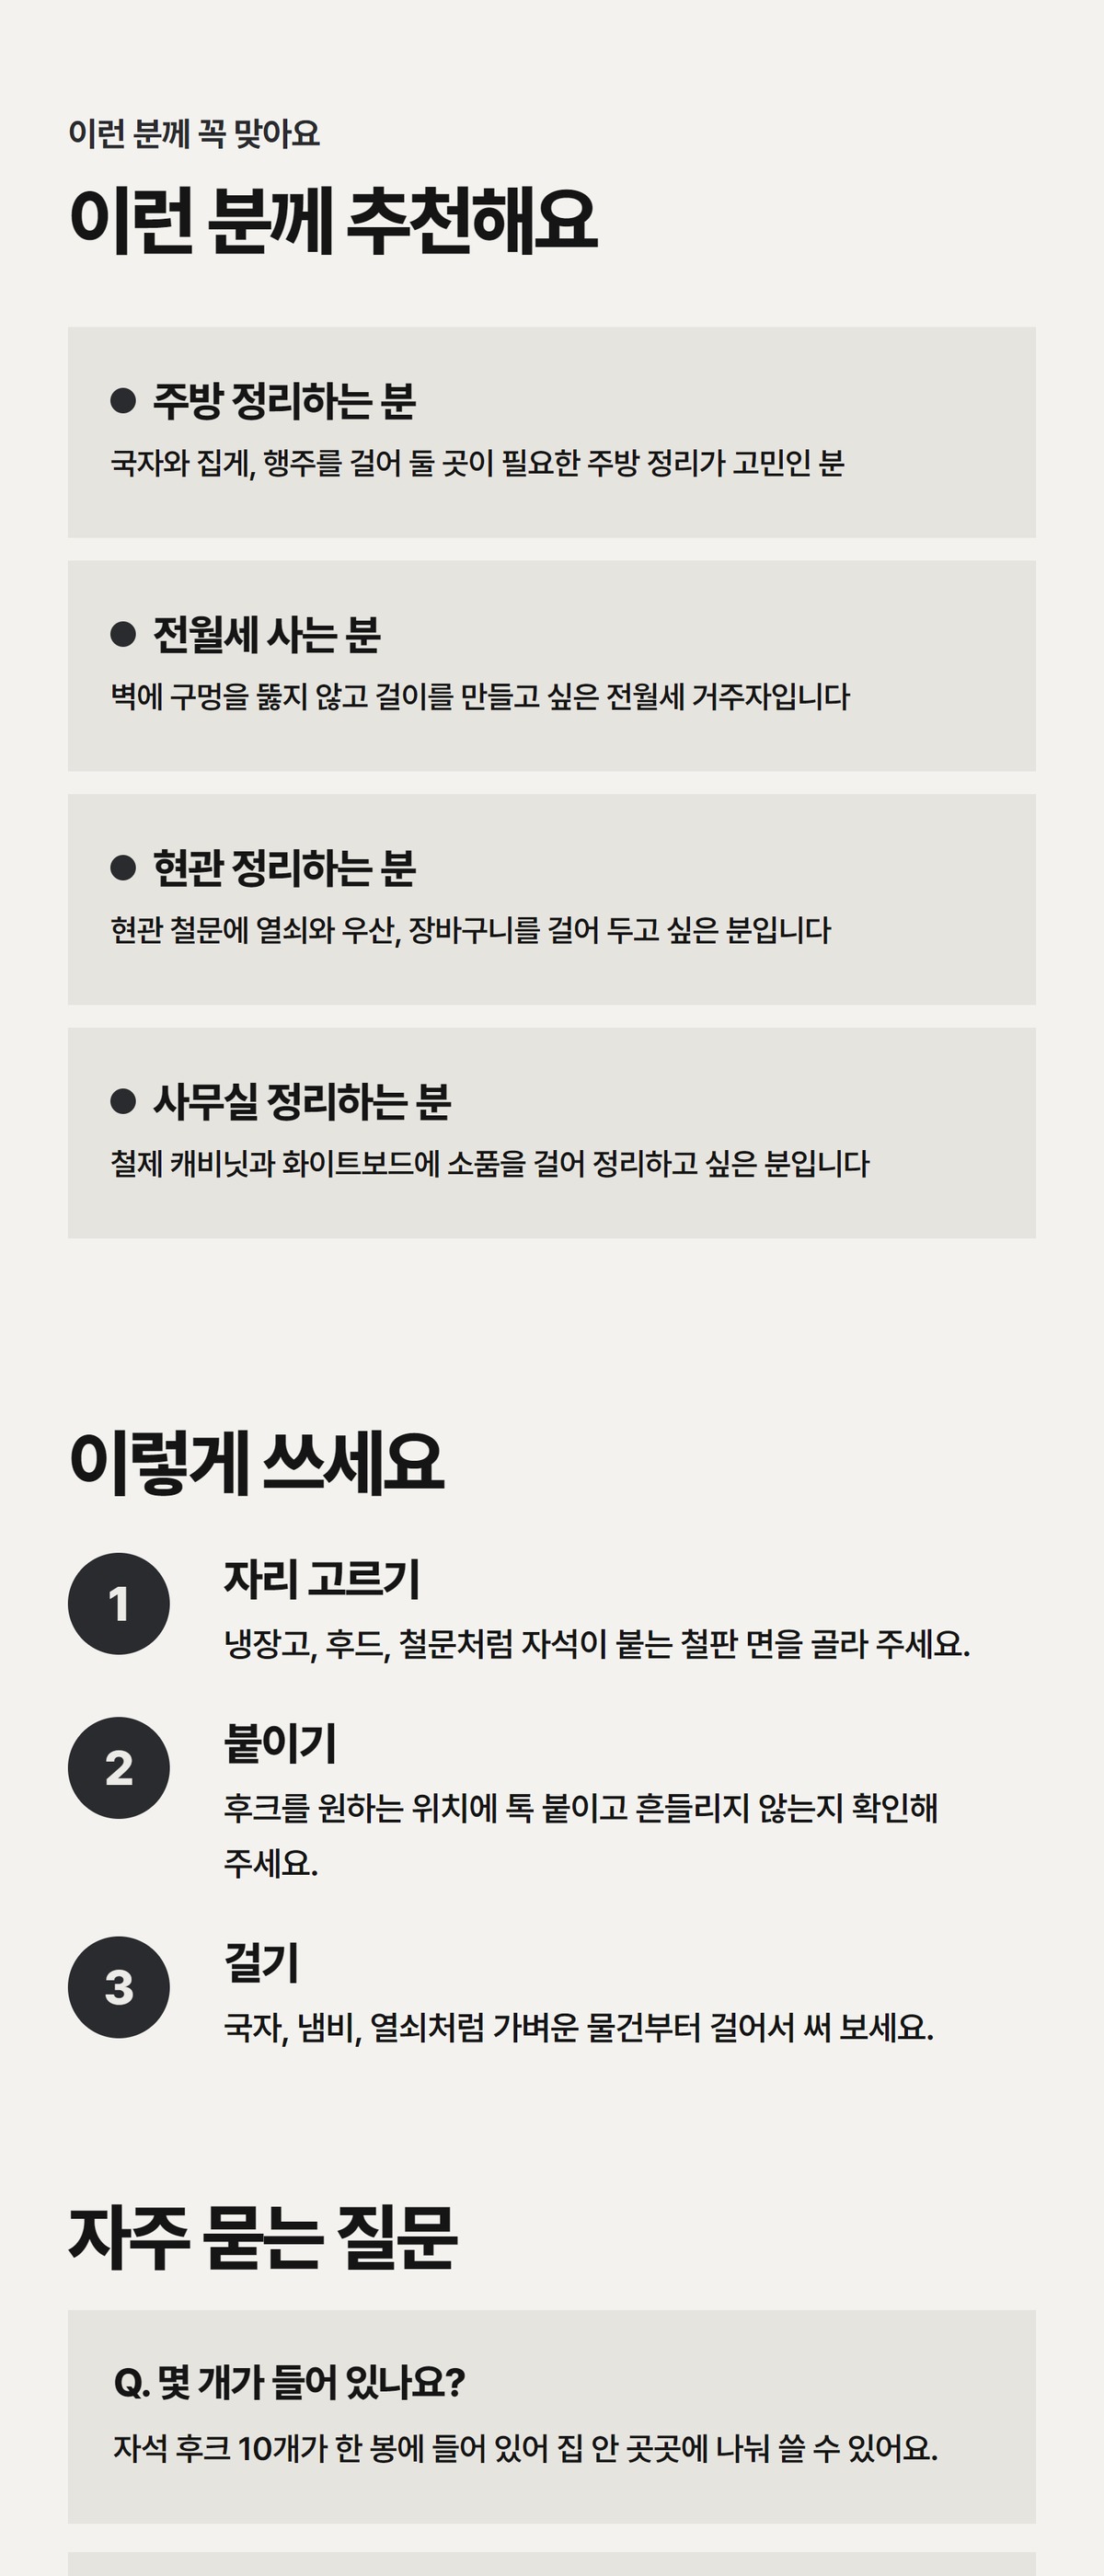 이런 분께 꼭 맞아요
이런 분께 추천해요
주방 정리하는 분
국자와 집게, 행주를 걸어 둘 곳이 필요한 주방 정리가 고민인 분
전월세 사는 분
벽에 구멍을 뚫지 않고 걸이를 만들고 싶은 전월세 거주자입니다
현관 정리하는 분
현관 철문에 열쇠와 우산, 장바구니를 걸어 두고 싶은 분입니다
사무실 정리하는 분
철제 캐비닛과 화이트보드에 소품을 걸어 정리하고 싶은 분입니다
이렇게 쓰세요
1
자리 고르기
냉장고, 후드, 철문처럼 자석이 붙는 철판 면을 골라 주세요.
2
붙이기
후크를 원하는 위치에 톡 붙이고 흔들리지 않는지 확인해
주세요.
3
걸기
국자, 냄비, 열쇠처럼 가벼운 물건부터 걸어서 써 보세요.
자주 묻는 질문
Q. 몇 개가 들어 있나요?
자석 후크 10개가 한 봉에 들어 있어 집 안 곳곳에 나눠 쓸 수 있어요.